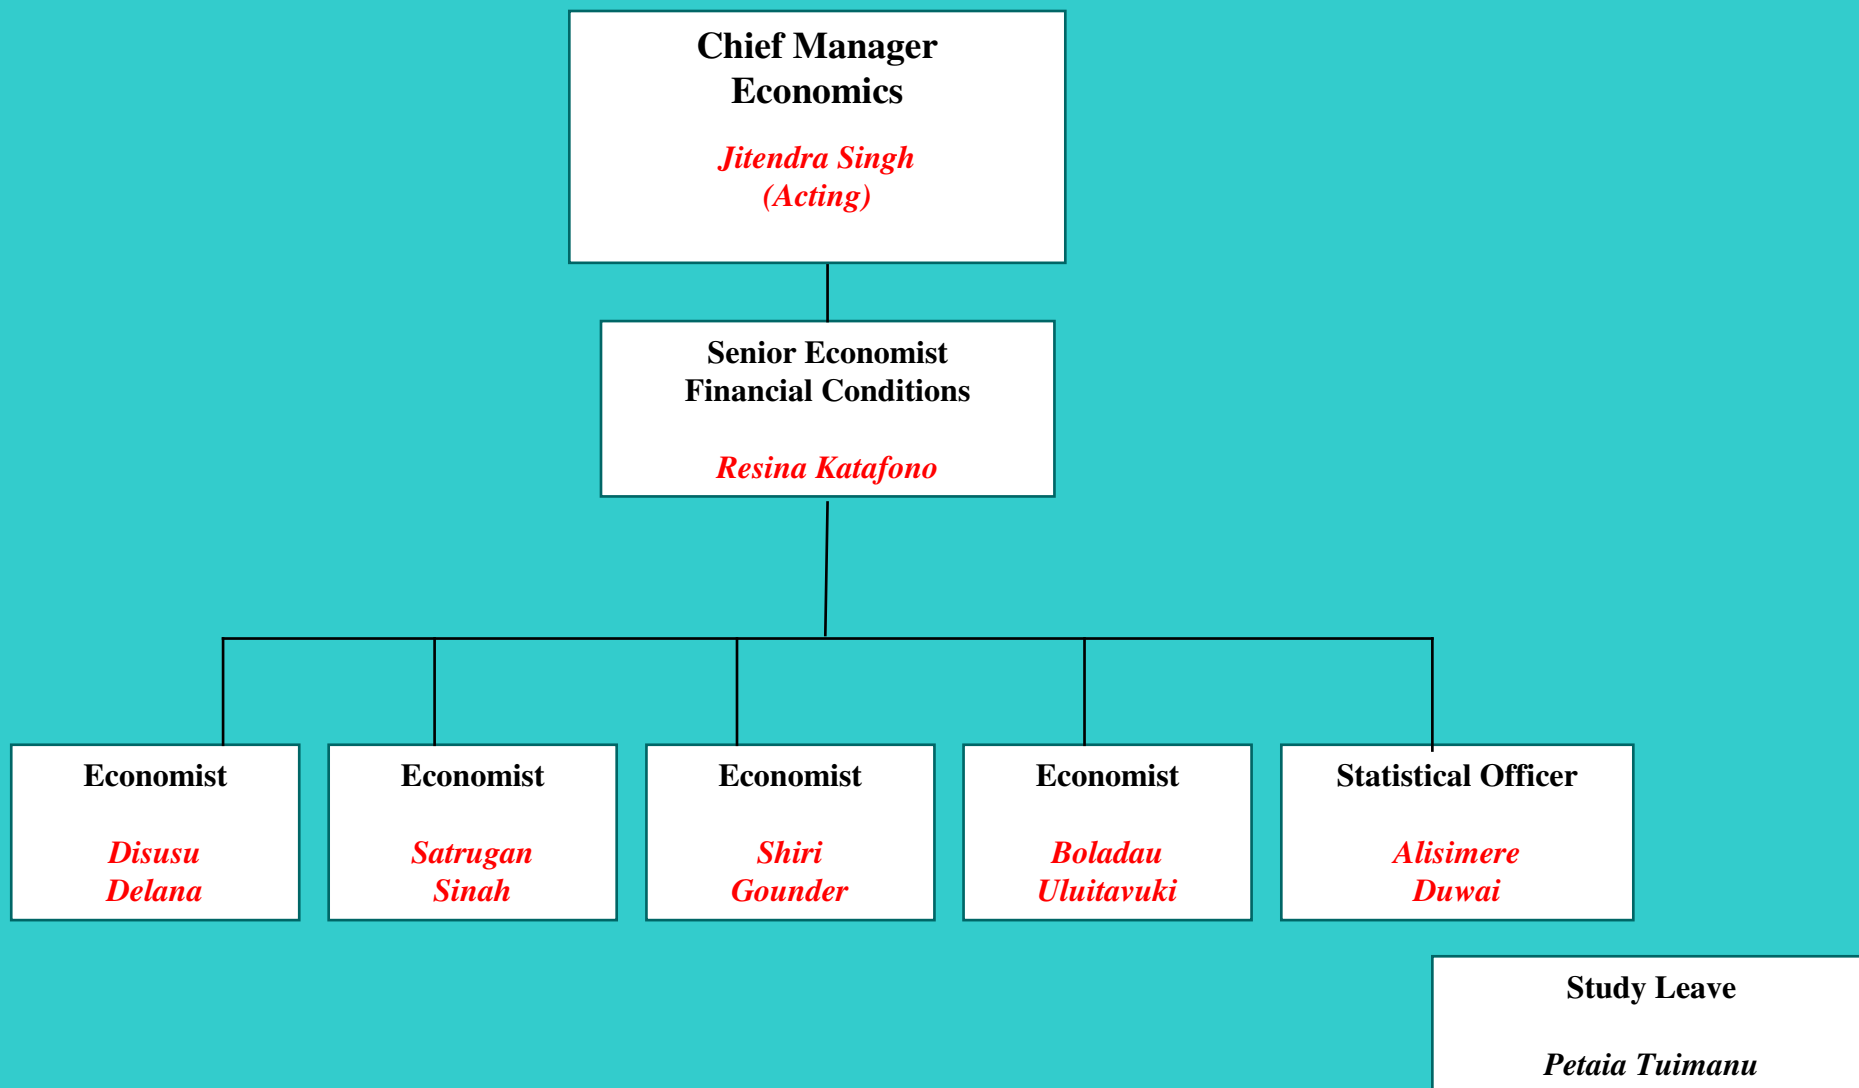 Chief Manager
Economics
Jitendra Singh
(Acting)
Senior Economist
Financial Conditions
Resina Katafono
Economist
Disusu
Delana
Economist
Satrugan
Sinah
Economist
Shiri
Gounder
Economist
Boladau
Uluitavuki
Statistical Officer
Alisimere
Duwai
Study Leave
Petaia Tuimanu